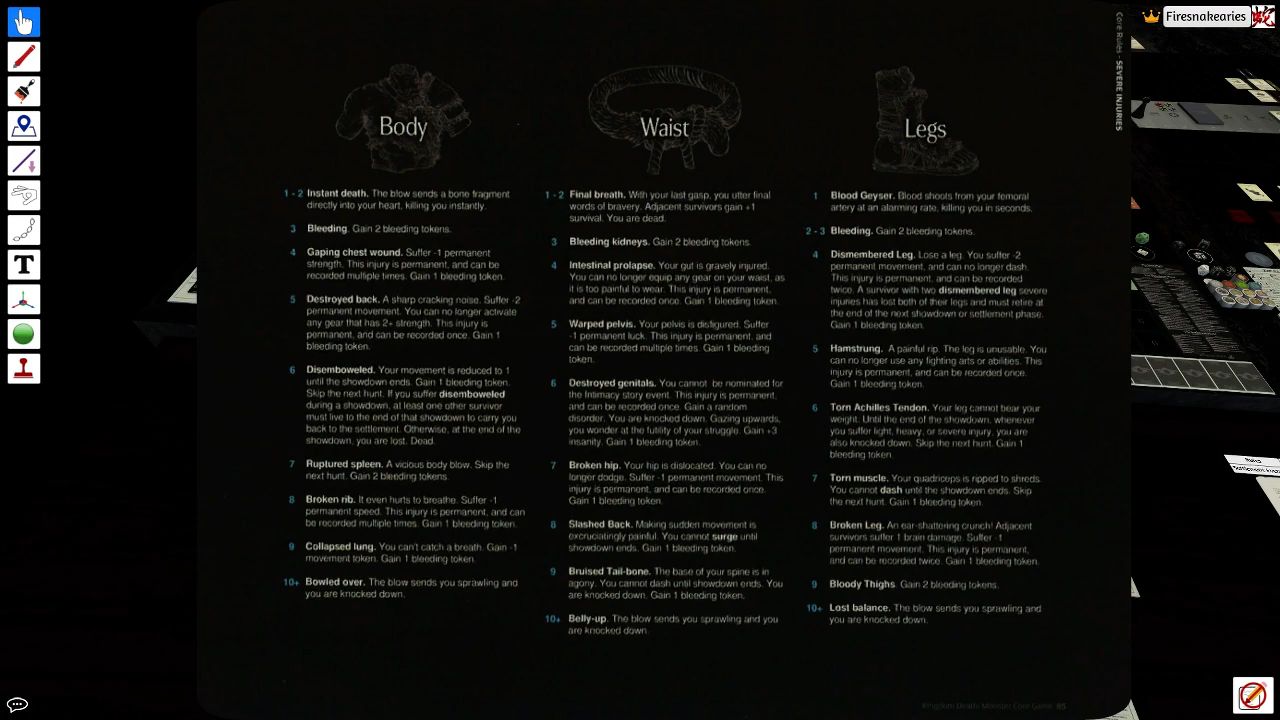 Firesnakearies
Core Rules - SEVERE INJURIES
Body
1 - 2 Instant death. The blow sends a bone fragment
directly into your heart, killing you instantly.
3 Bleeding. Gain 2 bleeding tokens.
4 Gaping chest wound. Suffer -1 permanent
strength. This injury is permanent, and can be
recorded multiple times. Gain 1 bleeding token.
5 Destroyed back. A sharp cracking noise. Suffer -2
permanent movement. You can no longer activate
any gear that has 2+ strength. This injury is
permanent, and can be recorded once. Gain 1
bleeding token.
6 Disemboweled. Your movement is reduced to 1
until the showdown ends. Gain 1 bleeding token.
Skip the next hunt. If you suffer disemboweled
during a showdown, at least one other survivor
must live to the end of that showdown to carry you
back to the settlement. Otherwise, at the end of the
showdown, you are lost. Dead.
7 Ruptured spleen. A vicious body blow. Skip the
next hunt. Gain 2 bleeding tokens.
8 Broken rib. It even hurts to breathe. Suffer -1
permanent speed. This injury is permanent, and can
be recorded multiple times. Gain 1 bleeding token.
9 Collapsed lung. You can't catch a breath. Gain -1
movement token. Gain 1 bleeding token.
10+ Bowled over. The blow sends you sprawling and
you are knocked down.
Waist
1 - 2 Final breath. With your last gasp, you utter final
words of bravery. Adjacent survivors gain +1
survival. You are dead.
3 Bleeding kidneys. Gain 2 bleeding tokens.
4 Intestinal prolapse. Your gut is gravely injured.
You can no longer equip any gear on your waist, as
it is too painful to wear. This injury is permanent,
and can be recorded once. Gain 1 bleeding token.
5 Warped pelvis. Your pelvis is disfigured. Suffer
-1 permanent luck. This injury is permanent, and
can be recorded multiple times. Gain 1 bleeding
token.
6 Destroyed genitals. You cannot be nominated for
the Intimacy story event. This injury is permanent,
and can be recorded once. Gain a random
disorder. You are knocked down. Gazing upwards,
you wonder at the futility of your struggle. Gain +3
insanity. Gain 1 bleeding token.
7 Broken hip. Your hip is dislocated. You can no
longer dodge. Suffer -1 permanent movement. This
injury is permanent, and can be recorded once.
Gain 1 bleeding token.
8 Slashed Back. Making sudden movement is
excruciatingly painful. You cannot surge until
showdown ends. Gain 1 bleeding token.
9 Bruised Tail-bone. The base of your spine is in
agony. You cannot dash until showdown ends. You
are knocked down. Gain 1 bleeding token.
10+ Belly-up. The blow sends you sprawling and you
are knocked down.
Legs
1 Blood Geyser. Blood shoots from your femoral
artery at an alarming rate, killing you in seconds.
2 - 3 Bleeding. Gain 2 bleeding tokens.
4 Dismembered Leg. Lose a leg. You suffer -2
permanent movement, and can no longer dash.
This injury is permanent, and can be recorded
twice. A survivor with two dismembered leg severe
injuries has lost both of their legs and must retire at
the end of the next showdown or settlement phase.
Gain 1 bleeding token.
5 Hamstrung. A painful rip. The leg is unusable. You
can no longer use any fighting arts or abilities. This
injury is permanent, and can be recorded once.
Gain 1 bleeding token.
6 Torn Achilles Tendon. Your leg cannot bear your
weight. Until the end of the showdown, whenever
you suffer light, heavy, or severe injury, you are
also knocked down. Skip the next hunt. Gain 1
bleeding token.
7 Torn muscle. Your quadriceps is ripped to shreds.
You cannot dash until the showdown ends. Skip
the next hunt. Gain 1 bleeding token.
8 Broken Leg. An ear-shattering crunch! Adjacent
survivors suffer 1 brain damage. Suffer -1
permanent movement. This injury is permanent,
and can be recorded twice. Gain 1 bleeding token.
9 Bloody Thighs. Gain 2 bleeding tokens.
10+ Lost balance. The blow sends you sprawling and
you are knocked down.
Kingdom Death: Monster Core Game 85